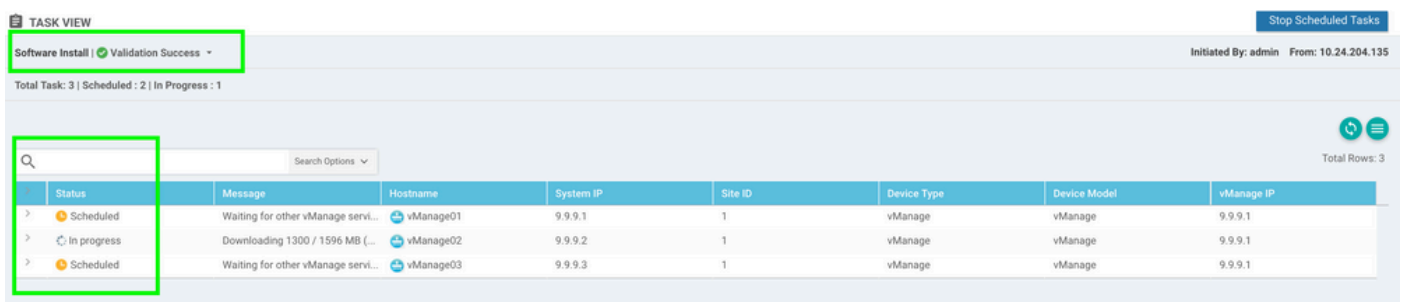 TASK VIEW
Stop Scheduled Tasks
Software Install | Validation Success
Initiated By: admin From: 10.24.204.135
Total Task: 3 | Scheduled : 2 | In Progress : 1
Search Options
Total Rows: 3
Status Message Hostname System IP Site ID Device Type Device Model vManage IP
Scheduled Waiting for other vManage servi... vManage01 9.9.9.1 1 vManage vManage 9.9.9.1
In progress Downloading 1300 / 1596 MB (... vManage02 9.9.9.2 1 vManage vManage 9.9.9.1
Scheduled Waiting for other vManage servi... vManage03 9.9.9.3 1 vManage vManage 9.9.9.1